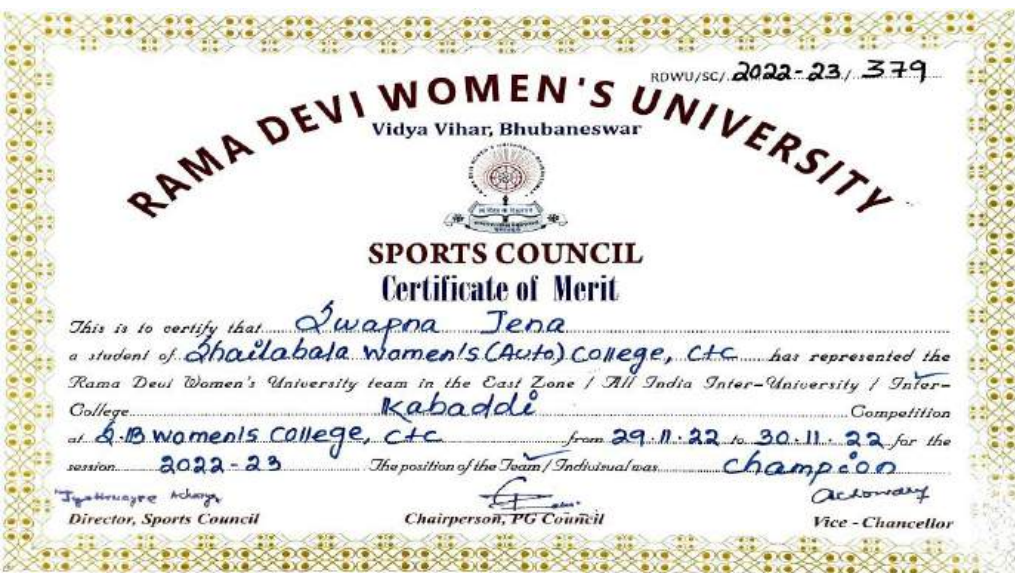 RDWU/SC/ 2022-23/ 379
RAMA DEVI WOMEN'S UNIVERSITY
Vidya Vihar, Bhubaneswar
SPORTS COUNCIL
Certificate of Merit
This is to certify that Swapna Jena
a student of Shailabala Women's (Auto) College, CTC has represented the
Rama Devi Women's University team in the East Zone / All India Inter-University / Inter-
College Kabaddi Competition
at S.B Women's College, CTC from 29.11.22 to 30.11.22 for the
session 2022-23 The position of the Team / Indivisual was Champion
Director, Sports Council Chairperson, PG Council Vice - Chancellor